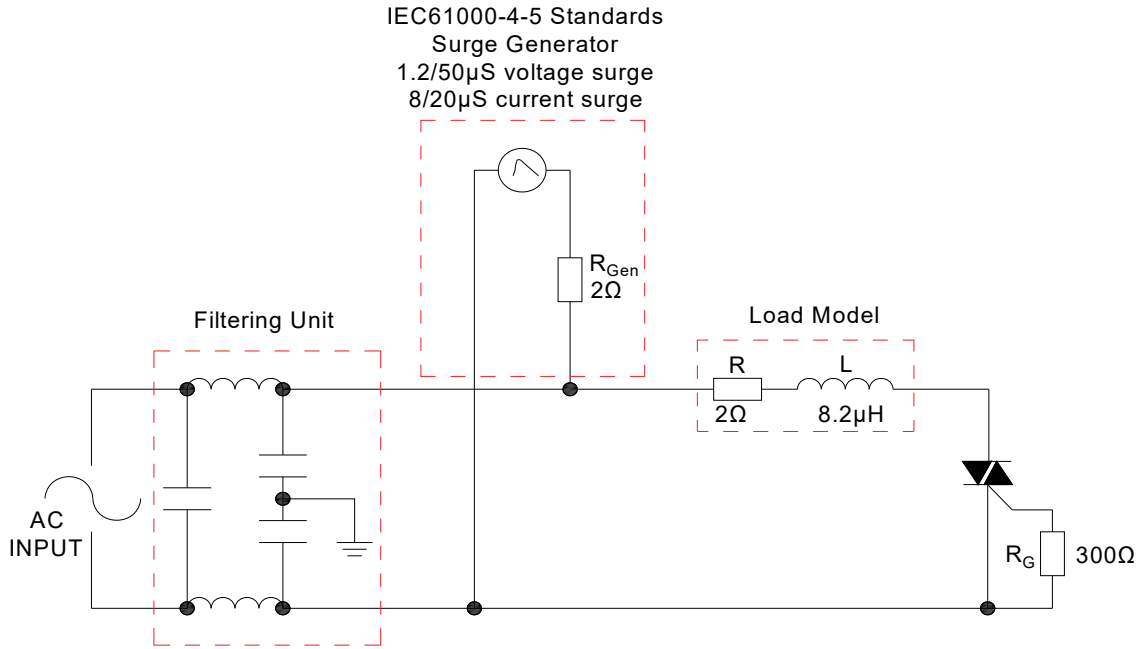 IEC61000-4-5 Standards
Surge Generator
1.2/50µS voltage surge
8/20µS current surge
RGen
2Ω
Filtering Unit
Load Model
R
L
2Ω
8.2µH
AC
INPUT
RG
300Ω